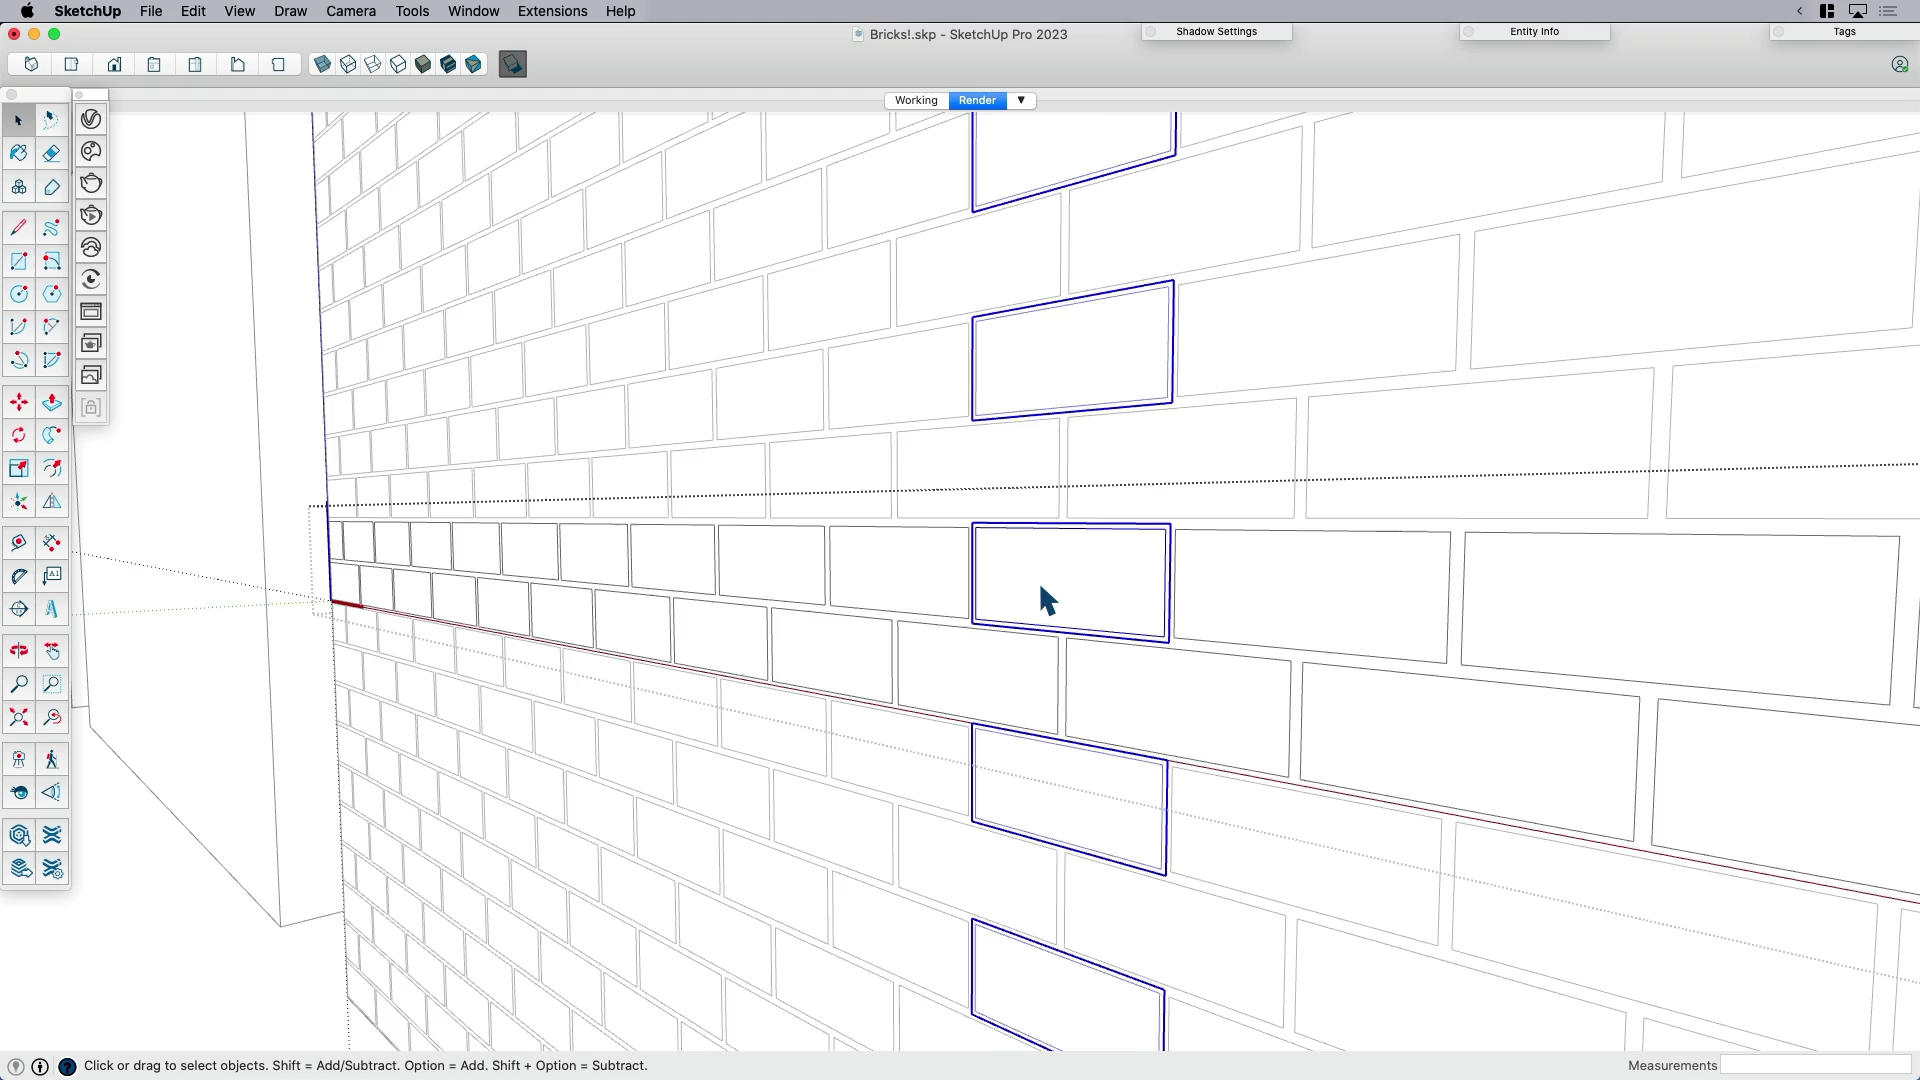 SketchUp File Edit View Draw Camera Tools Window Extensions Help
Bricks!.skp - SketchUp Pro 2023
Shadow Settings
Entity Info
Tags
Working Render ▼
A1
A
Click or drag to select objects. Shift = Add/Subtract. Option = Add. Shift + Option = Subtract.
Measurements